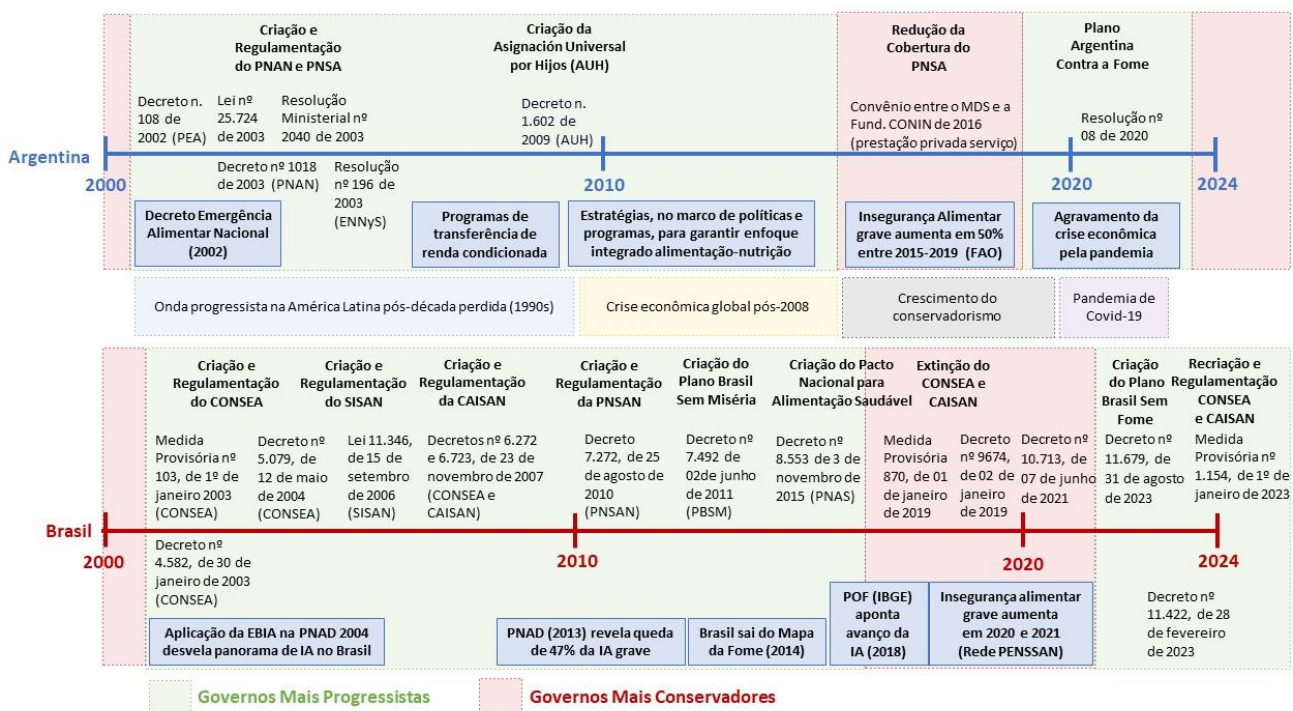 Criação e
Regulamentação
do PNAN e PNSA
Criação da
Asignación Universal
por Hijos (AUH)
Redução da
Cobertura do
PNSA
Plano
Argentina
Contra a Fome
Decreto n.
108 de
2002 (PEA)
Lei nº
25.724
de 2003
Resolução
Ministerial nº
2040 de 2003
Decreto n.
1.602 de
2009 (AUH)
Convênio entre o MDS e a
Fund. CONIN de 2016
(prestação privada serviço)
Resolução nº
08 de 2020
Argentina
2000
2010
2020
2024
Decreto nº 1018
de 2003 (PNAN)
Resolução
nº 196 de
2003
(ENNyS)
Decreto Emergência
Alimentar Nacional
(2002)
Programas de
transferência de
renda condicionada
Estratégias, no marco de políticas e
programas, para garantir enfoque
integrado alimentação-nutrição
Insegurança Alimentar
grave aumenta em 50%
entre 2015-2019 (FAO)
Agravamento da
crise econômica
pela pandemia
Onda progressista na América Latina pós-década perdida (1990s)
Crise econômica global pós-2008
Crescimento do
conservadorismo
Pandemia de
Covid-19
Criação e
Regulamentação
do CONSEA
Criação e
Regulamentação
do SISAN
Criação e
Regulamentação
da CAISAN
Criação e
Regulamentação
da PNSAN
Criação do
Plano Brasil
Sem Miséria
Criação do Pacto
Nacional para
Alimentação Saudável
Extinção do
CONSEA e
CAISAN
Criação
do Plano
Brasil Sem
Fome
Recriação e
Regulamentação
CONSEA
e CAISAN
Medida
Provisória nº
103, de 1º de
janeiro 2003
(CONSEA)
Decreto nº
5.079, de
12 de maio
de 2004
(CONSEA)
Lei 11.346,
de 15 de
setembro
de 2006
(SISAN)
Decretos nº 6.272
e 6.723, de 23 de
novembro de 2007
(CONSEA e
CAISAN)
Decreto
7.272, de 25
de agosto de
2010
(PNSAN)
Decreto nº
7.492 de
02de junho
de 2011
(PBSM)
Decreto nº
8.553 de 3 de
novembro de
2015 (PNAS)
Medida
Provisória
870, de 01
de janeiro
de 2019
Decreto
nº 9674,
de 02 de
janeiro
de 2019
Decreto nº
10.713, de
07 de junho
de 2021
Decreto nº
11.679, de
31 de agosto
de 2023
Medida
Provisória nº
1.154, de 1º de
janeiro de 2023
Brasil
2000
2010
2020
2024
Decreto nº
4.582, de 30 de
janeiro de 2003
(CONSEA)
Decreto nº
11.422, de 28
de fevereiro
de 2023
Aplicação da EBIA na PNAD 2004
desvela panorama de IA no Brasil
PNAD (2013) revela queda
de 47% da IA grave
Brasil sai do Mapa
da Fome (2014)
POF (IBGE)
aponta
avanço da
IA (2018)
Insegurança alimentar
grave aumenta
em 2020 e 2021
(Rede PENSSAN)
Governos Mais Progressistas
Governos Mais Conservadores